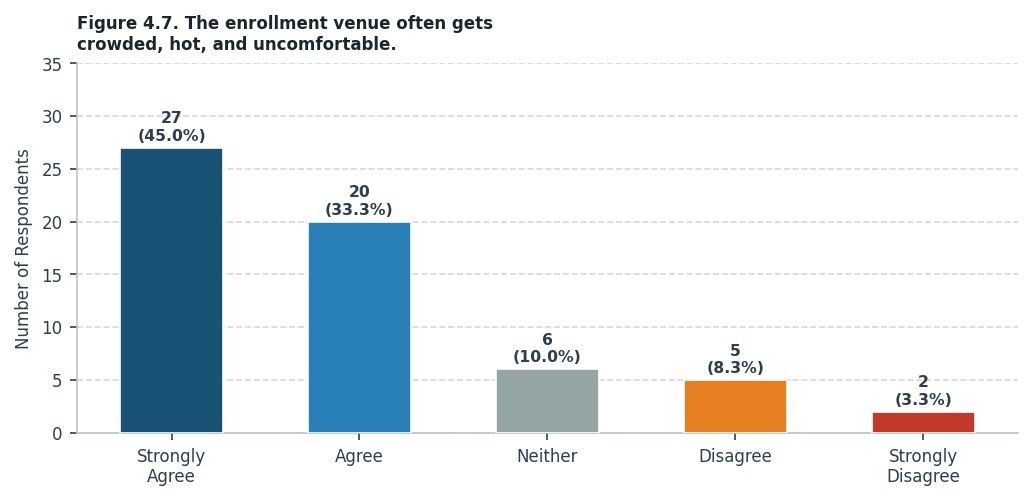 Figure 4.7. The enrollment venue often gets
crowded, hot, and uncomfortable.
Number of Respondents
35
30
25
20
15
10
5
0
27
(45.0%)
20
(33.3%)
6
(10.0%)
5
(8.3%)
2
(3.3%)
Strongly
Agree
Agree
Neither
Disagree
Strongly
Disagree